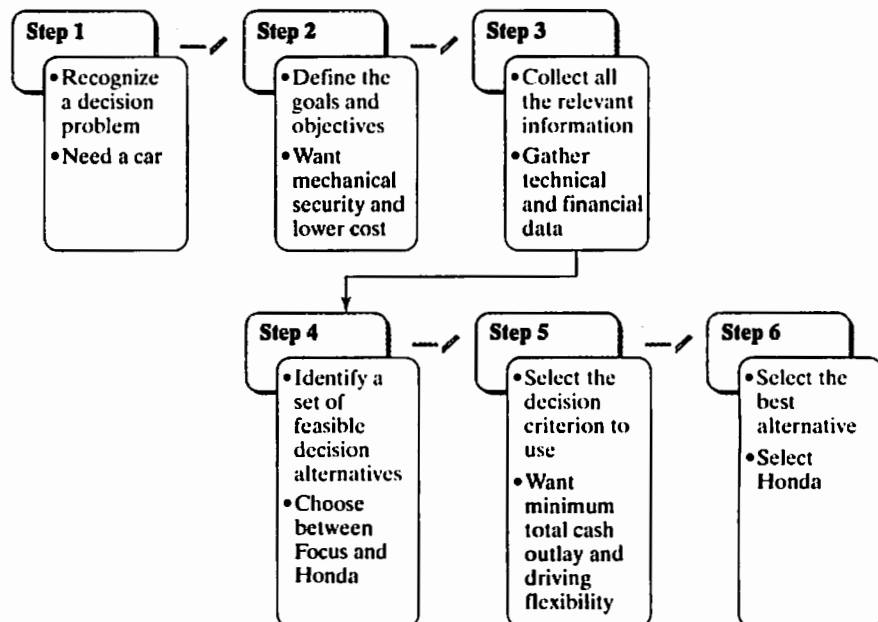 Step 1
• Recognize
a decision
problem
• Need a car
Step 2
• Define the
goals and
objectives
• Want
mechanical
security and
lower cost
Step 3
• Collect all
the relevant
information
• Gather
technical
and financial
data
Step 4
• Identify a
set of
feasible
decision
alternatives
• Choose
between
Focus and
Honda
Step 5
• Select the
decision
criterion to
use
• Want
minimum
total cash
outlay and
driving
flexibility
Step 6
• Select the
best
alternative
• Select
Honda